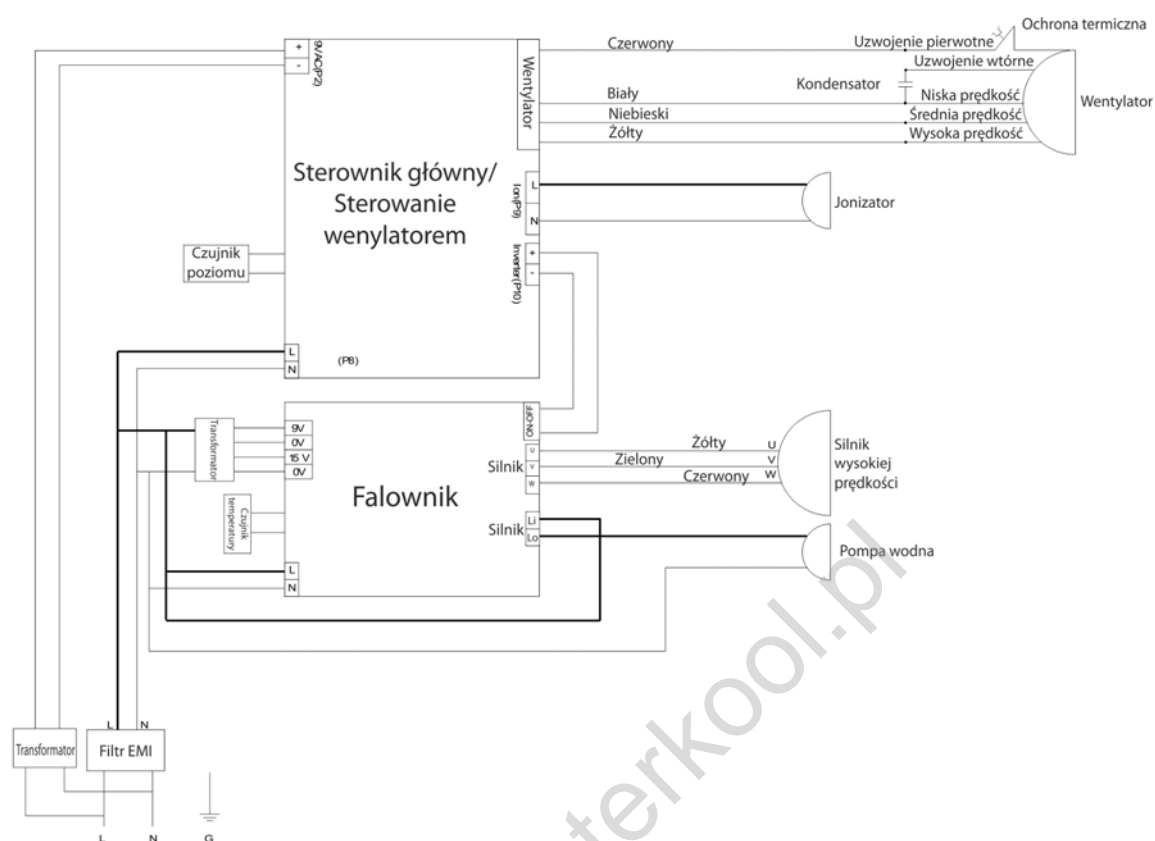 Ochrona termiczna
Czerwony
Uzwojenie pierwotne
Uzwojenie wtórne
Kondensator
Biały
Niska prędkość
Wentylator
Niebieski
Średnia prędkość
Żółty
Wysoka prędkość
+
-
9VAC(P2)
Wentylator
Sterownik główny/
Sterowanie
wenylatorem
Ion(P9)
L
N
Jonizator
Czujnik
poziomu
Inverter(P10)
+
-
L
N
(P8)
Transformator
9V
0V
15 V
0V
ON-OFF
Falownik
Silnik
U
V
W
Żółty
Zielony
Czerwony
U
V
W
Silnik
wysokiej
prędkości
Czujnik
temperatury
Silnik
Li
Lo
Pompa wodna
L
N
L
N
Transformator
Filtr EMI
L
N
G
terkool.pl